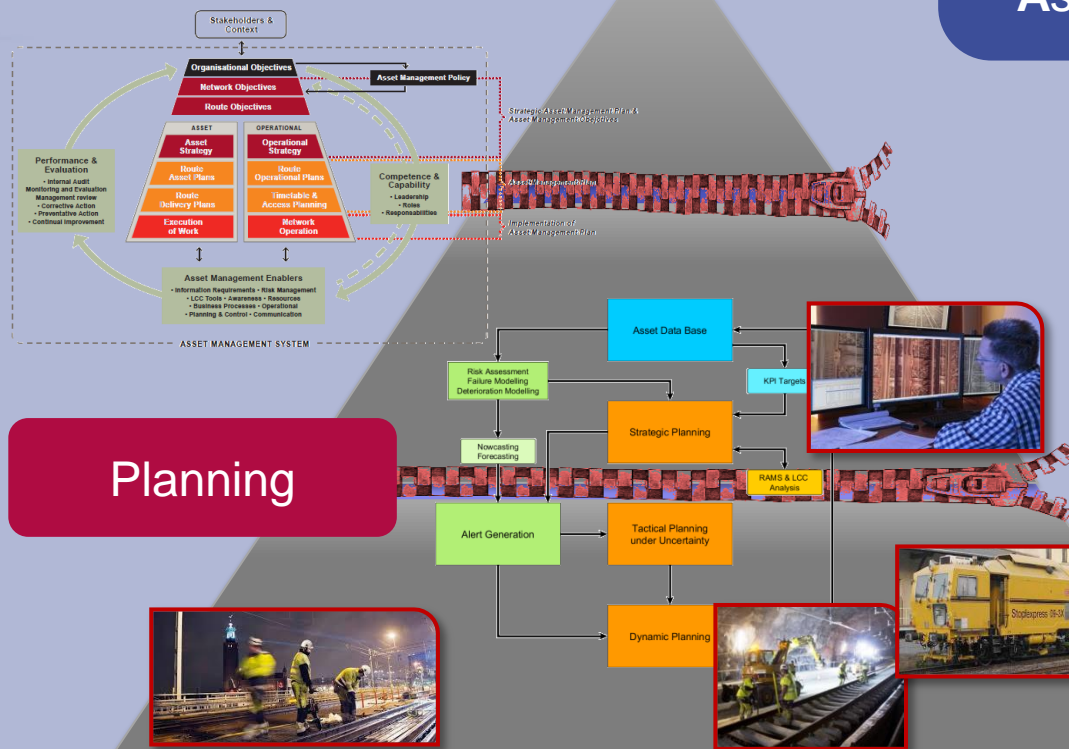 As
Stakeholders &
Context
Organisational Objectives
Asset Management Policy
Network Objectives
Route Objectives
Strategic Asset Management Plan &
Asset Management Objectives
ASSET
OPERATIONAL
Asset
Strategy
Operational
Strategy
Route
Asset Plans
Route
Operational Plans
Route
Delivery Plans
Timetable &
Access Planning
Execution
of Work
Network
Operation
Performance &
Evaluation
• Internal Audit
Monitoring and Evaluation
Management review
• Corrective Action
• Preventative Action
• Continual Improvement
Competence &
Capability
• Leadership
• Roles
• Responsabilities
Asset Management Plan
Implementation of
Asset Management Plan
Asset Management Enablers
• Information Requirements • Risk Management
• LCC Tools • Awareness • Resources
• Business Processes • Operational
• Planning & Control • Communication
ASSET MANAGEMENT SYSTEM
Asset Data Base
Risk Assessment
Failure Modelling
Deterioration Modelling
KPI Targets
Strategic Planning
Nowcasting
Forecasting
RAMS & LCC
Analysis
Planning
Alert Generation
Tactical Planning
under Uncertainty
Dynamic Planning
Stopfexpress 09-3X